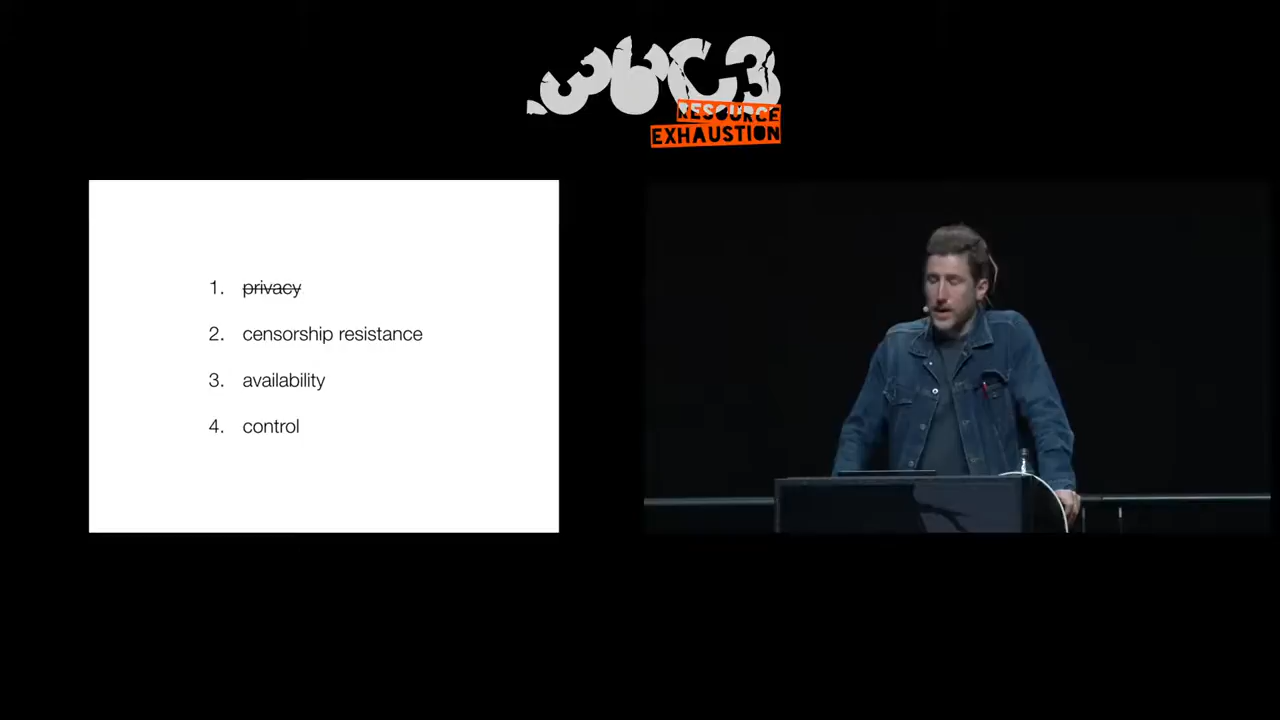 36C3
RESOURCE
EXHAUSTION
1. privacy
2. censorship resistance
3. availability
4. control